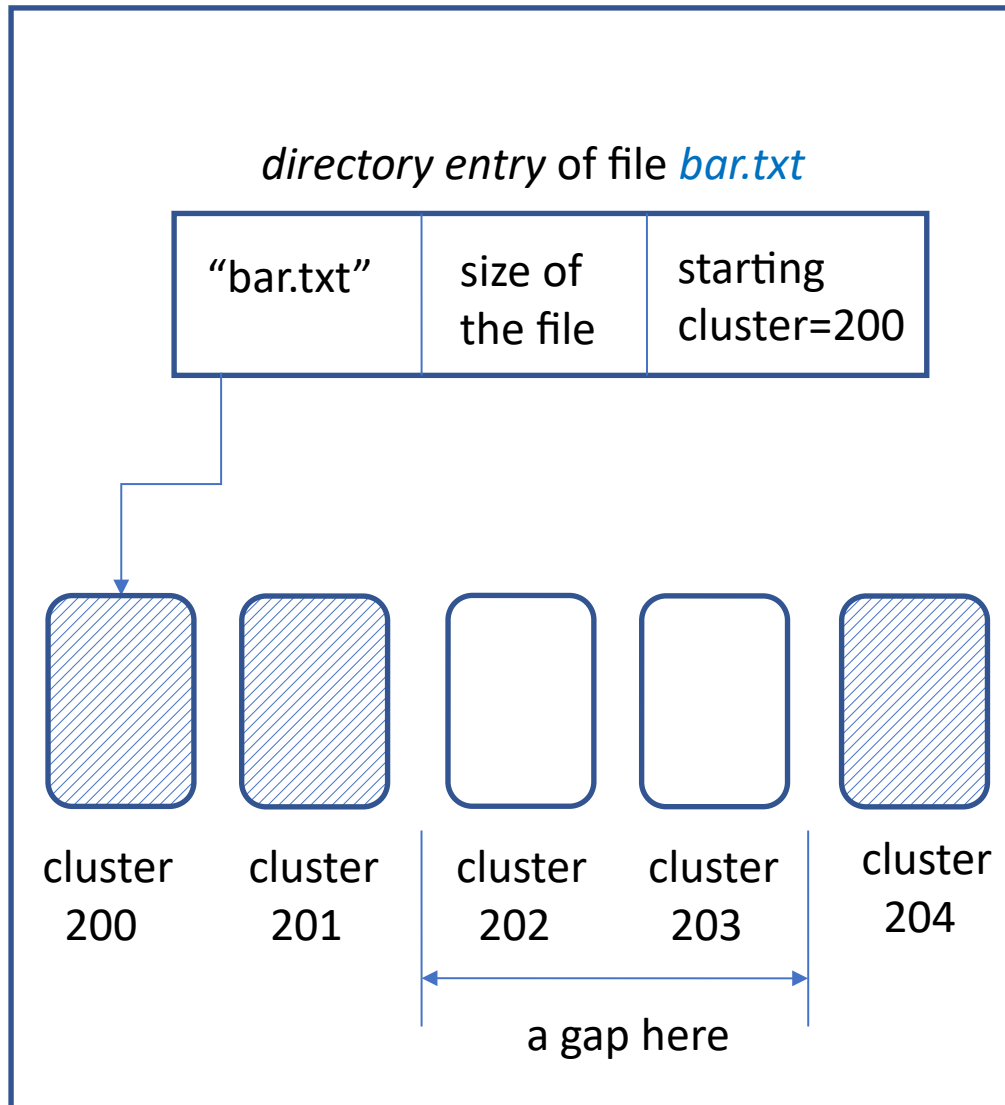 directory entry of file bar.txt
“bar.txt”
size of
the file
starting
cluster=200
cluster
200
cluster
201
cluster
202
cluster
203
cluster
204
a gap here